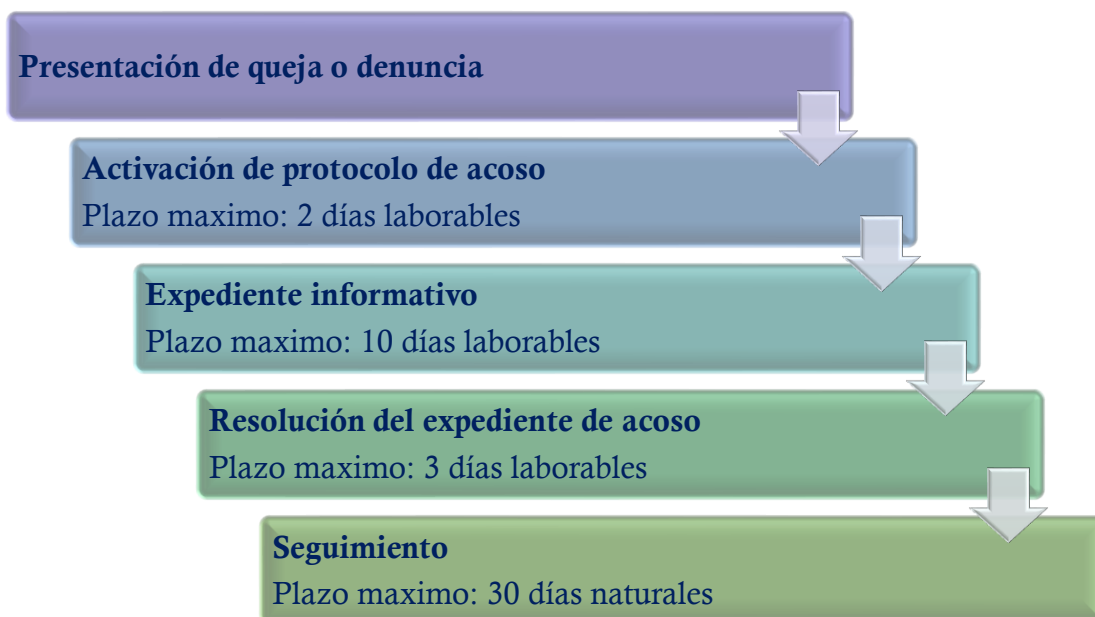 Presentación de queja o denuncia
Activación de protocolo de acoso
Plazo maximo: 2 días laborables
Expediente informativo
Plazo maximo: 10 días laborables
Resolución del expediente de acoso
Plazo maximo: 3 días laborables
Seguimiento
Plazo maximo: 30 días naturales